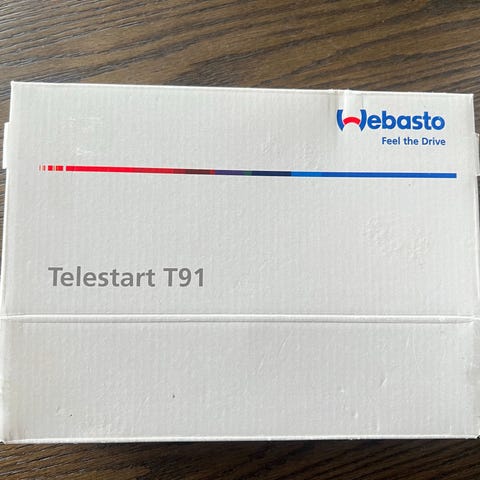 Webasto
Feel the Drive
Telestart T91